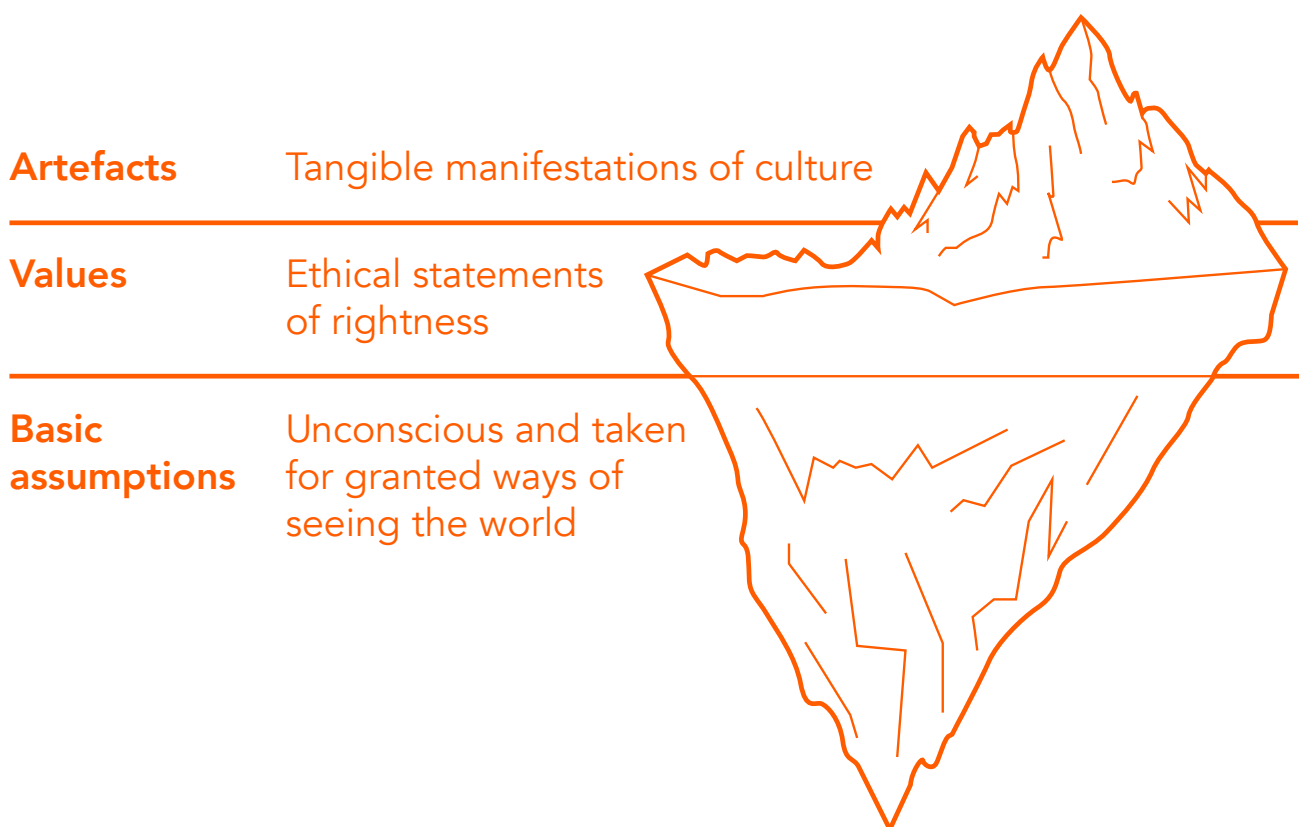 Artefacts Tangible manifestations of culture
Values Ethical statements
of rightness
Basic Unconscious and taken
assumptions for granted ways of
seeing the world